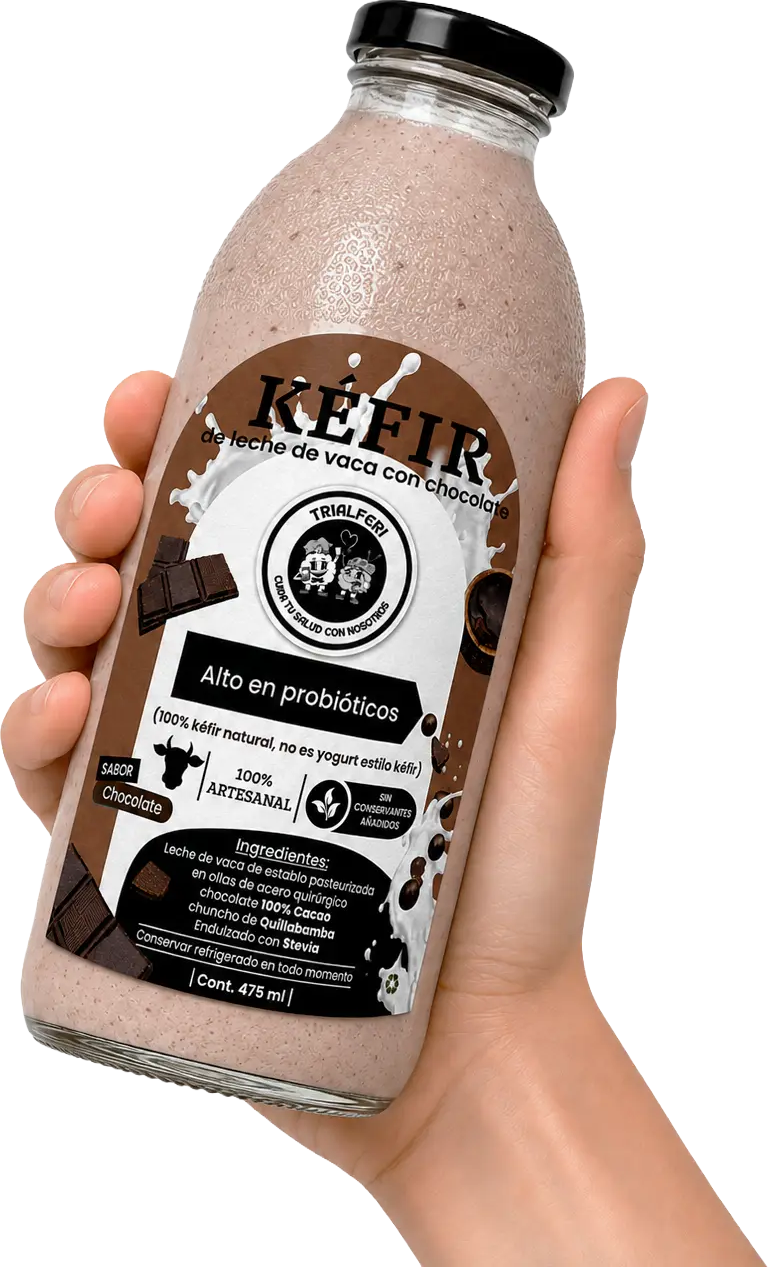 KÉFIR
de leche de vaca con chocolate
TRIALFERI
CUIDA TU SALUD CON NOSOTROS
Alto en probióticos
(100% kéfir natural, no es yogurt estilo kéfir)
SABOR
Chocolate
100%
ARTESANAL
SIN
CONSERVANTES
AÑADIDOS
Ingredientes:
Leche de vaca de establo pasteurizada
en ollas de acero quirúrgico
chocolate 100% Cacao
chuncho de Quillabamba
Endulzado con Stevia
Conservar refrigerado en todo momento
Cont. 475 ml